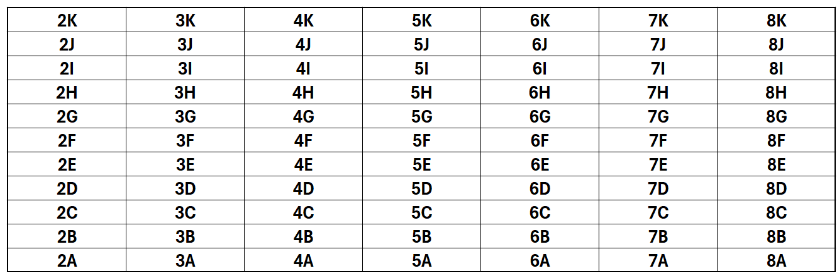 2K 3K 4K 5K 6K 7K 8K
2J 3J 4J 5J 6J 7J 8J
2I 3I 4I 5I 6I 7I 8I
2H 3H 4H 5H 6H 7H 8H
2G 3G 4G 5G 6G 7G 8G
2F 3F 4F 5F 6F 7F 8F
2E 3E 4E 5E 6E 7E 8E
2D 3D 4D 5D 6D 7D 8D
2C 3C 4C 5C 6C 7C 8C
2B 3B 4B 5B 6B 7B 8B
2A 3A 4A 5A 6A 7A 8A